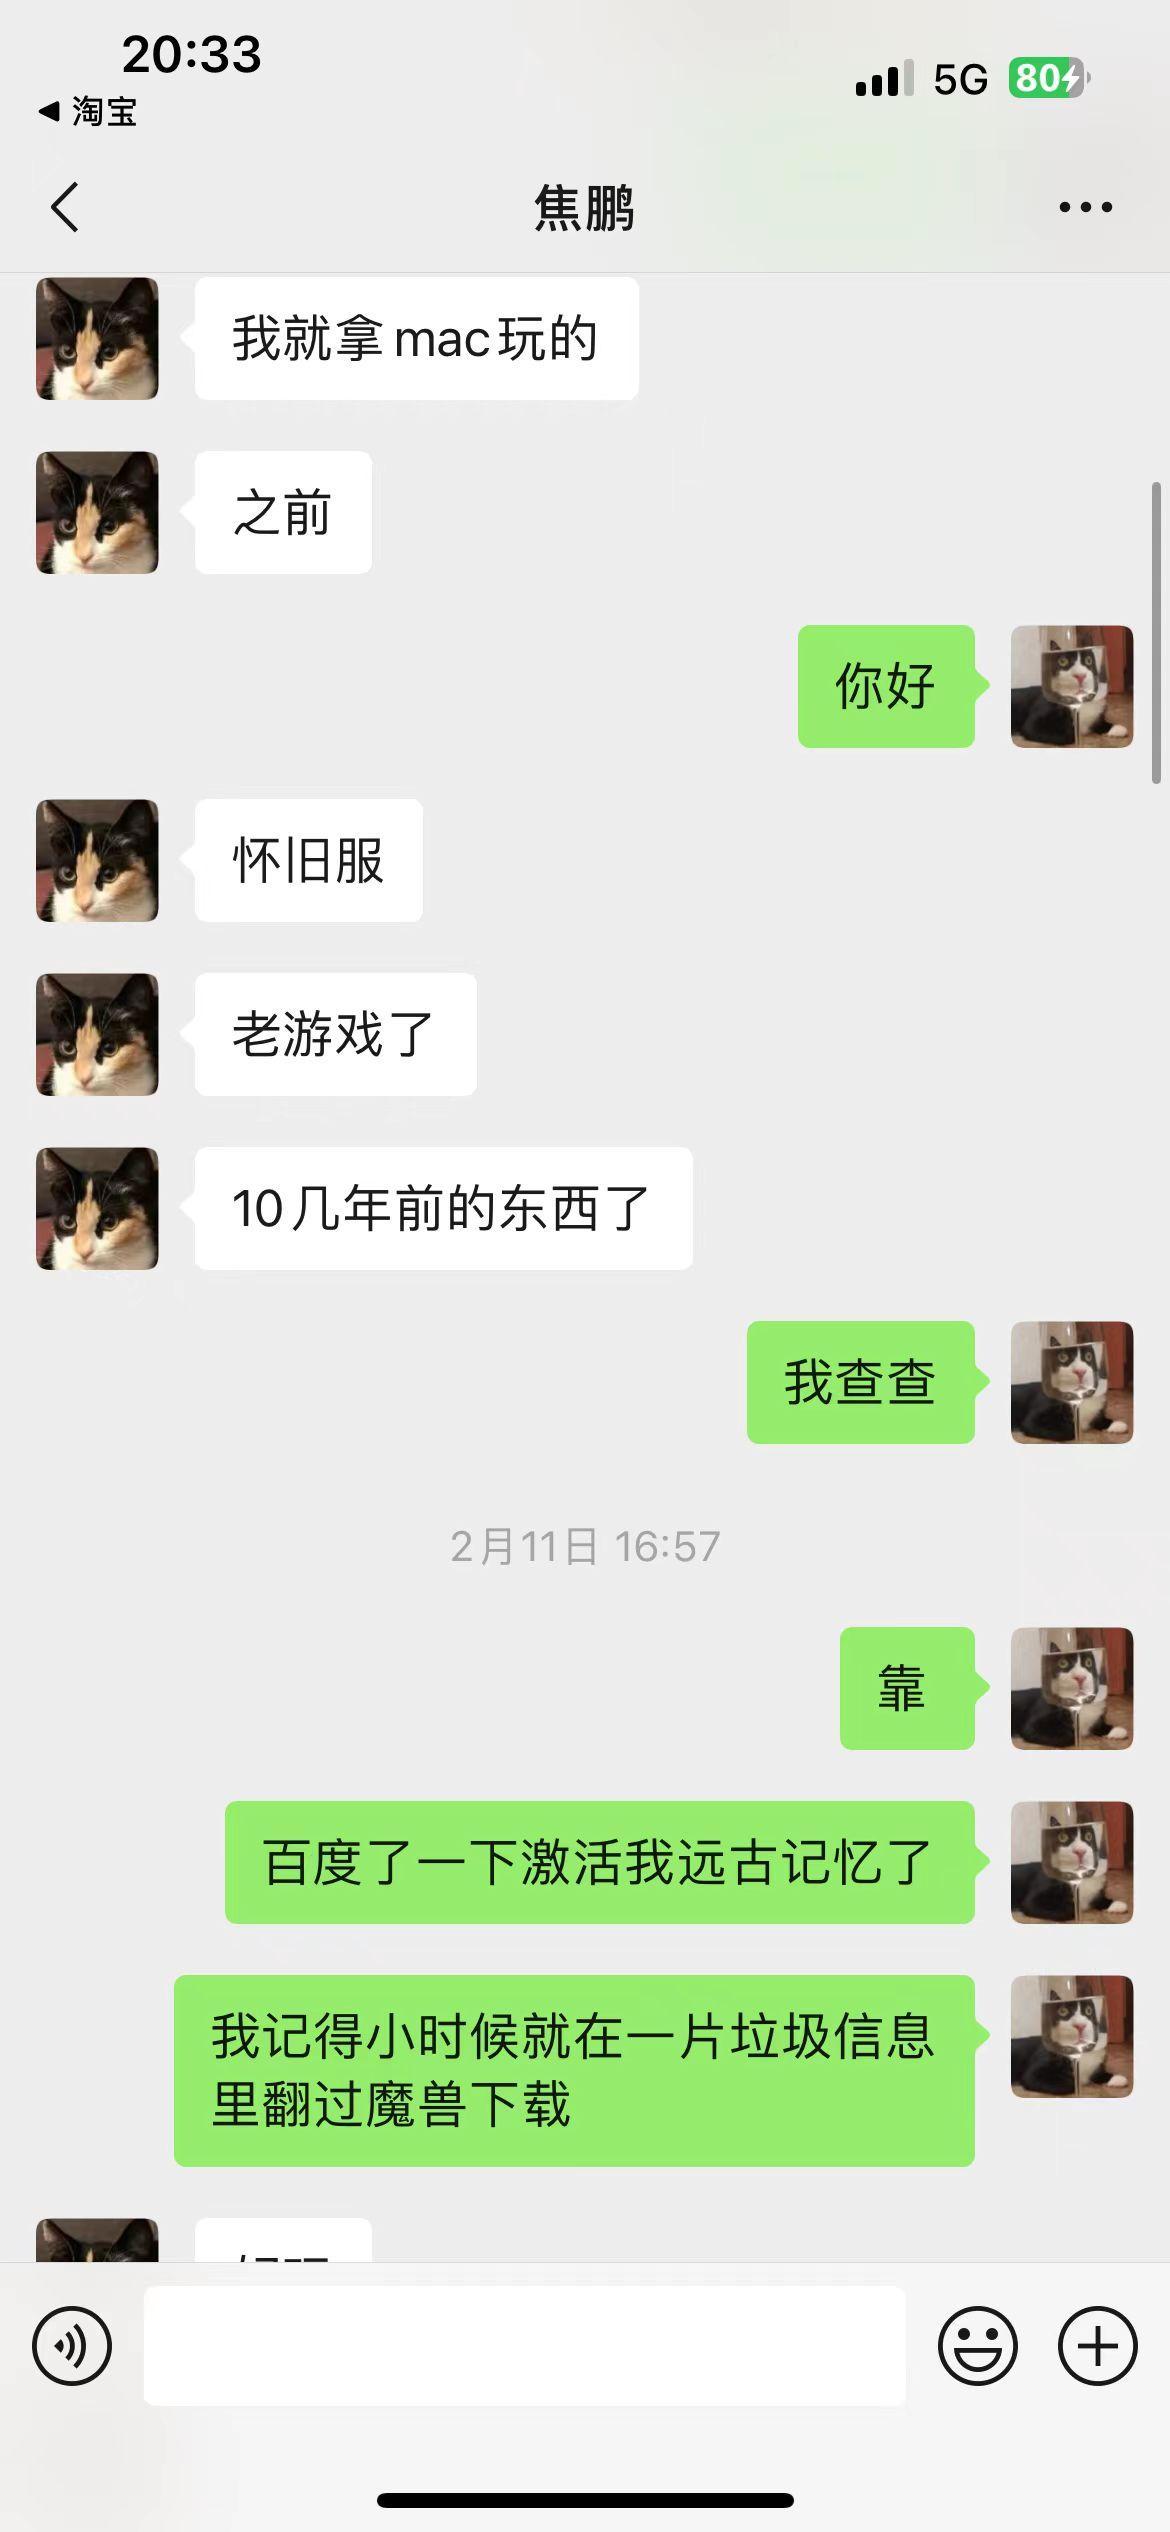 20:33
5G
80
淘宝
焦鹏
我就拿mac玩的
之前
你好
怀旧服
老游戏了
10几年前的东西了
我查查
2月11日 16:57
靠
百度了一下激活我远古记忆了
我记得小时候就在一片垃圾信息
里翻过魔兽下载